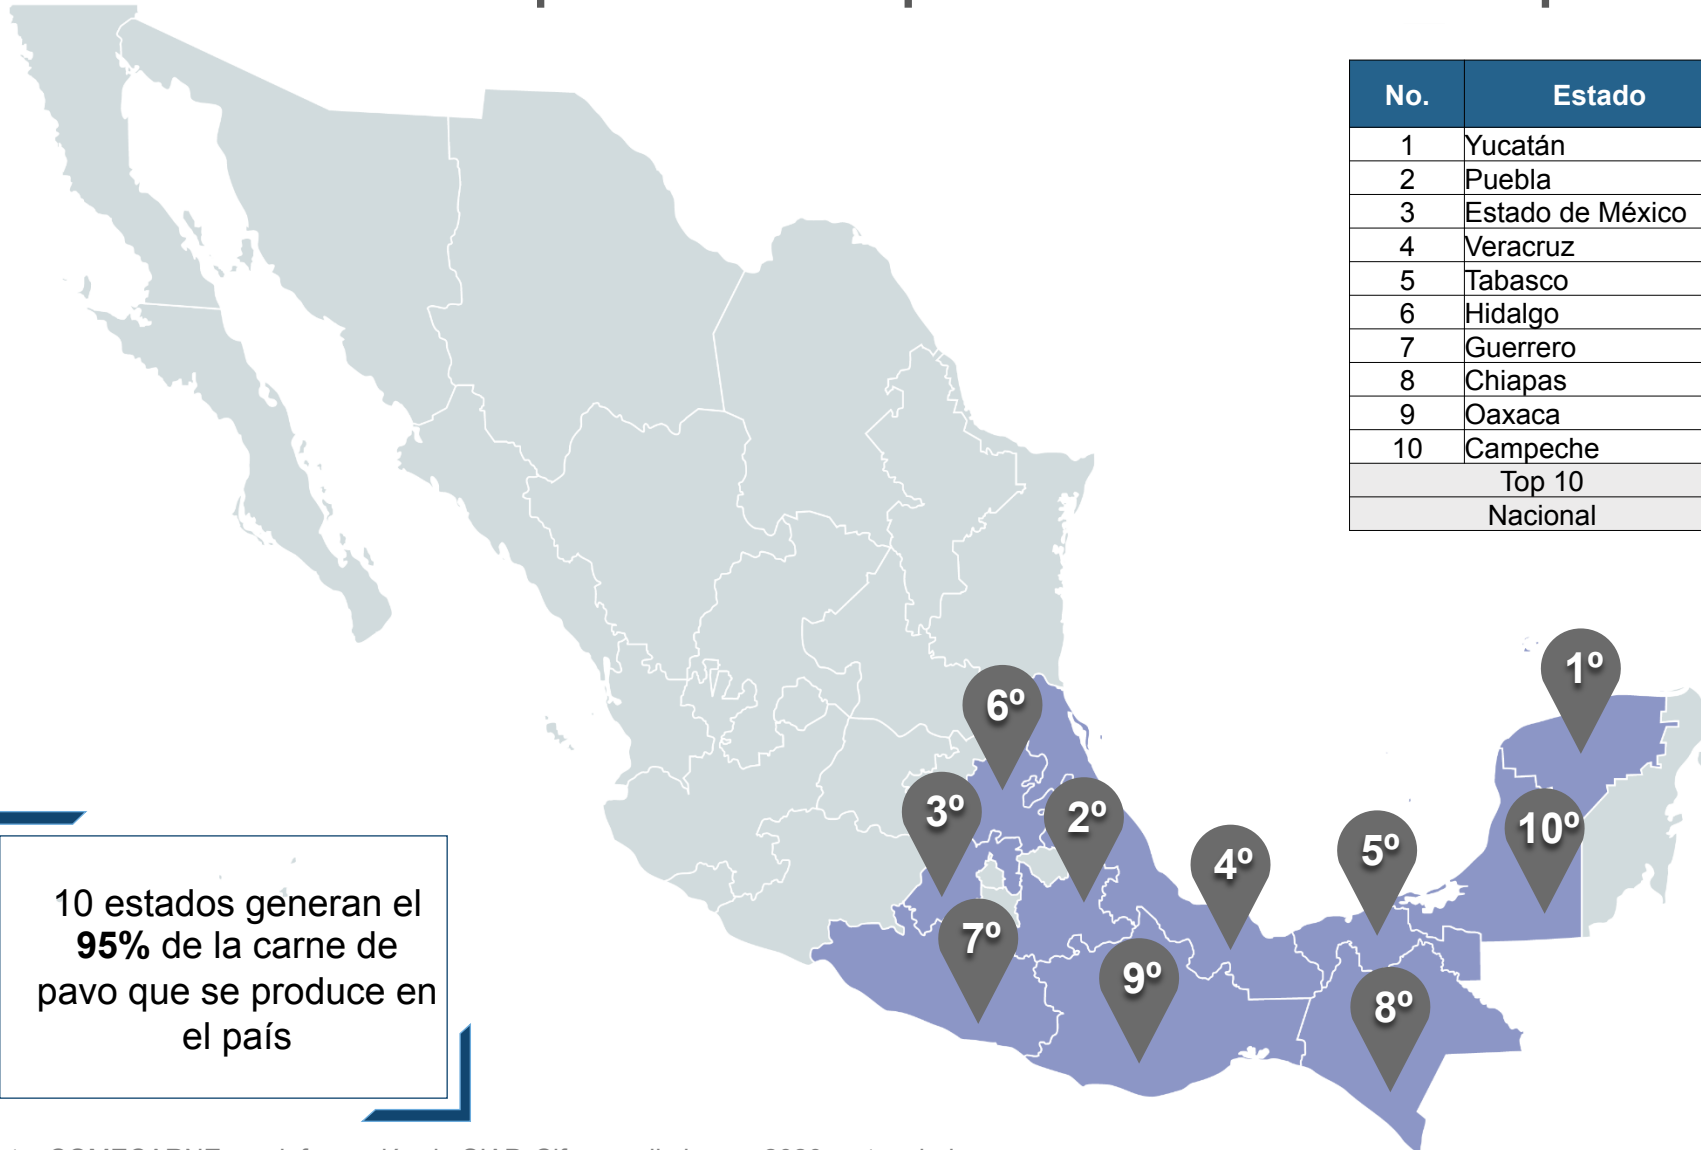 No. Estado
1 Yucatán
2 Puebla
3 Estado de México
4 Veracruz
5 Tabasco
6 Hidalgo
7 Guerrero
8 Chiapas
9 Oaxaca
10 Campeche
Top 10
Nacional
1º
6º
3º
2º
10º
4º
5º
7º
9º
8º
10 estados generan el
95% de la carne de
pavo que se produce en
el país